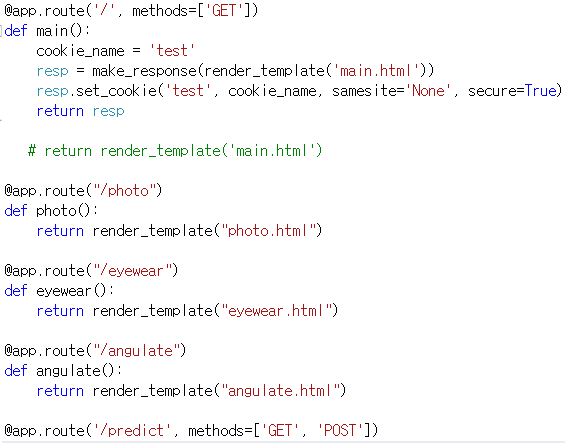 @app.route('/', methods=['GET'])
def main():
    cookie_name = 'test'
    resp = make_response(render_template('main.html'))
    resp.set_cookie('test', cookie_name, samesite='None', secure=True)
    return resp
   # return render_template('main.html')
@app.route("/photo")
def photo():
    return render_template("photo.html")
@app.route("/eyewear")
def eyewear():
    return render_template("eyewear.html")
@app.route("/angulate")
def angulate():
    return render_template("angulate.html")
@app.route('/predict', methods=['GET', 'POST'])